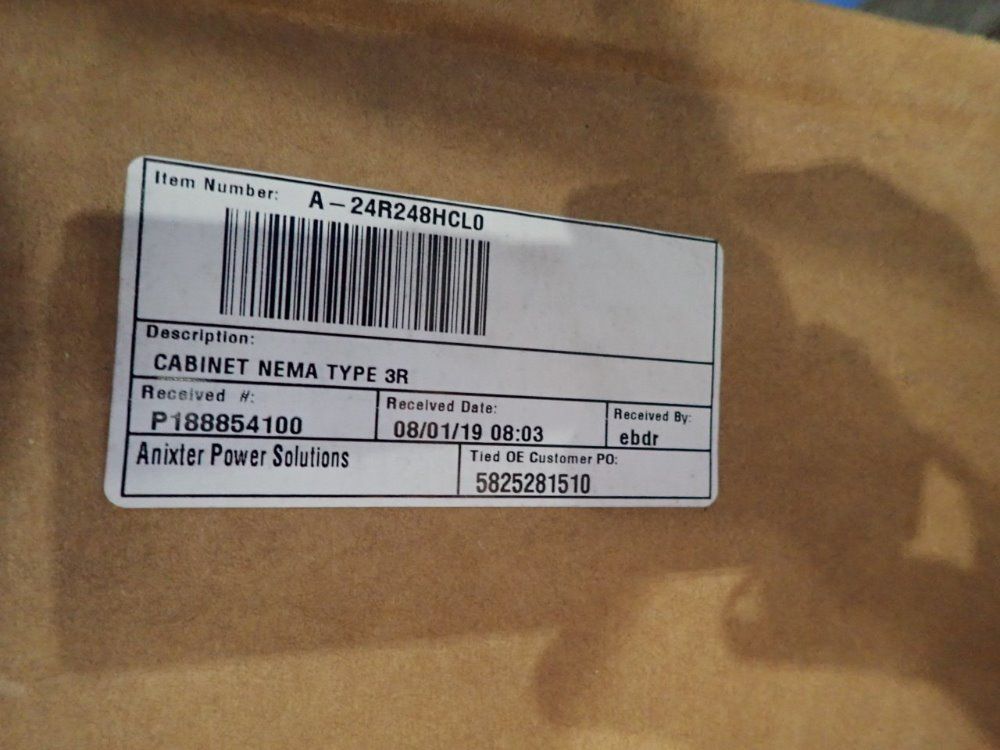 Item Number: A-24R248HCL0
Description:
CABINET NEMA TYPE 3R
Received #:
P188854100
Received Date:
08/01/19 08:03
Received By:
ebdr
Anixter Power Solutions
Tied OE Customer PO:
5825281510